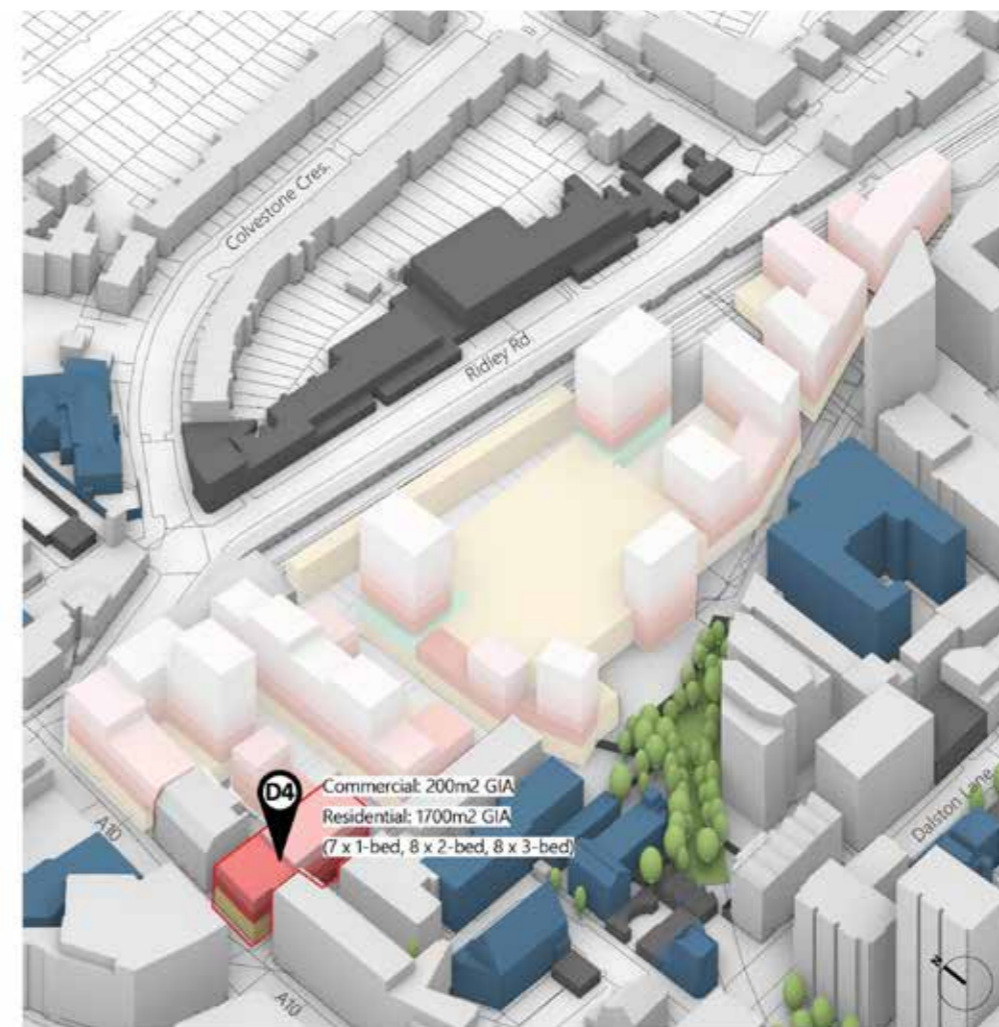 Colvestone Cres.
Ridley Rd
D4
Commercial: 200m2 GIA
Residential: 1700m2 GIA
(7 x 1-bed, 8 x 2-bed, 8 x 3-bed)
A10
Dalston Lane
A10
N